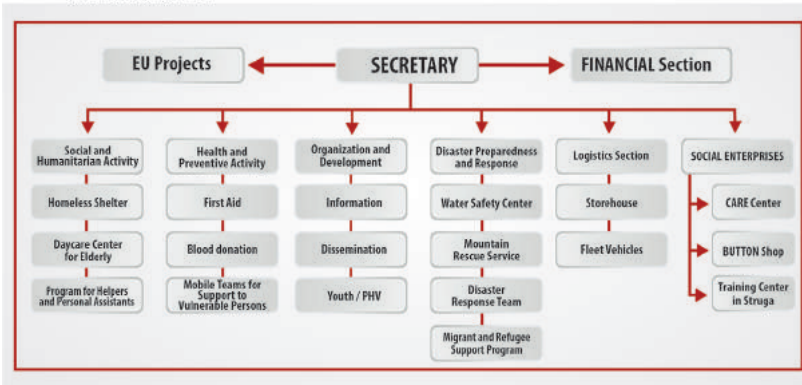 EU Projects
SECRETARY
FINANCIAL Section
Social and
Humanitarian Activity
Homeless Shelter
Daycare Center
for Elderly
Program for Helpers
and Personal Assistants
Health and
Preventive Activity
First Aid
Blood donation
Mobile Teams for
Support to
Vulnerable Persons
Organization and
Development
Information
Dissemination
Youth / PHV
Disaster Preparedness
and Response
Water Safety Center
Mountain
Rescue Service
Disaster
Response Team
Migrant and Refugee
Support Program
Logistics Section
Storehouse
Fleet Vehicles
SOCIAL ENTERPRISES
CARE Center
BUTTON Shop
Training Center
in Struga